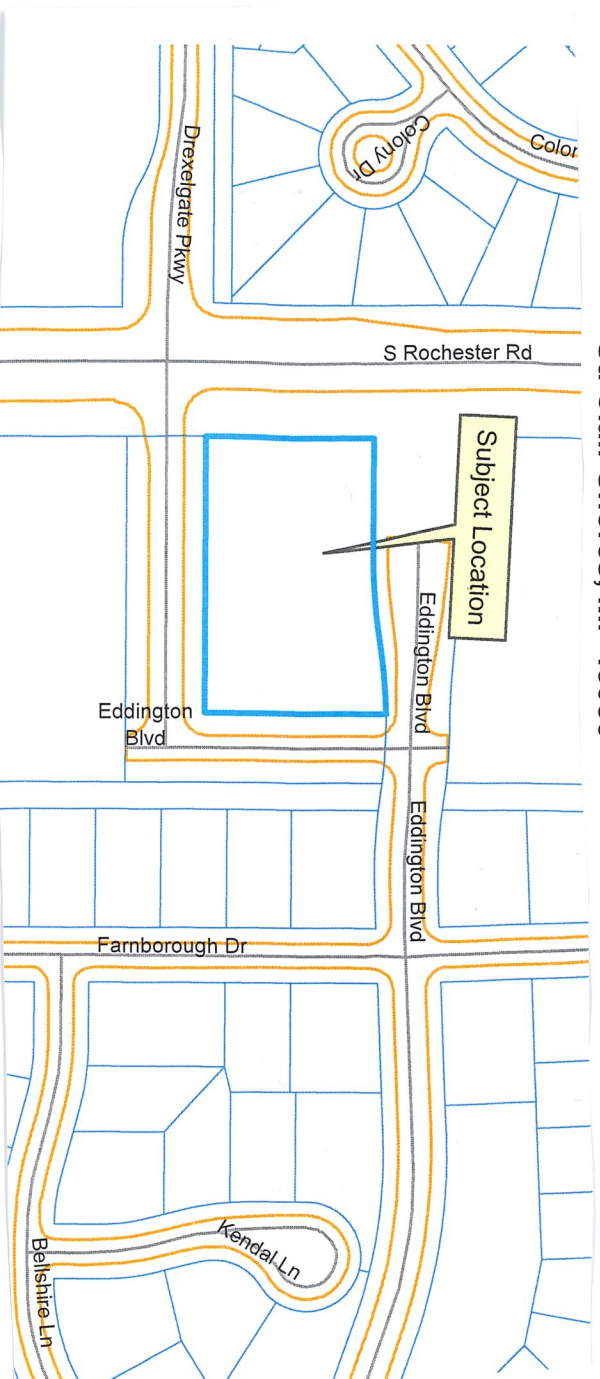 Colony Dr
Colon
Drexelgate Pkwy
S Rochester Rd
Subject Location
Eddington Blvd
Eddington
Blvd
Eddington Blvd
Farnborough Dr
Kendal Ln
Bellshire Ln